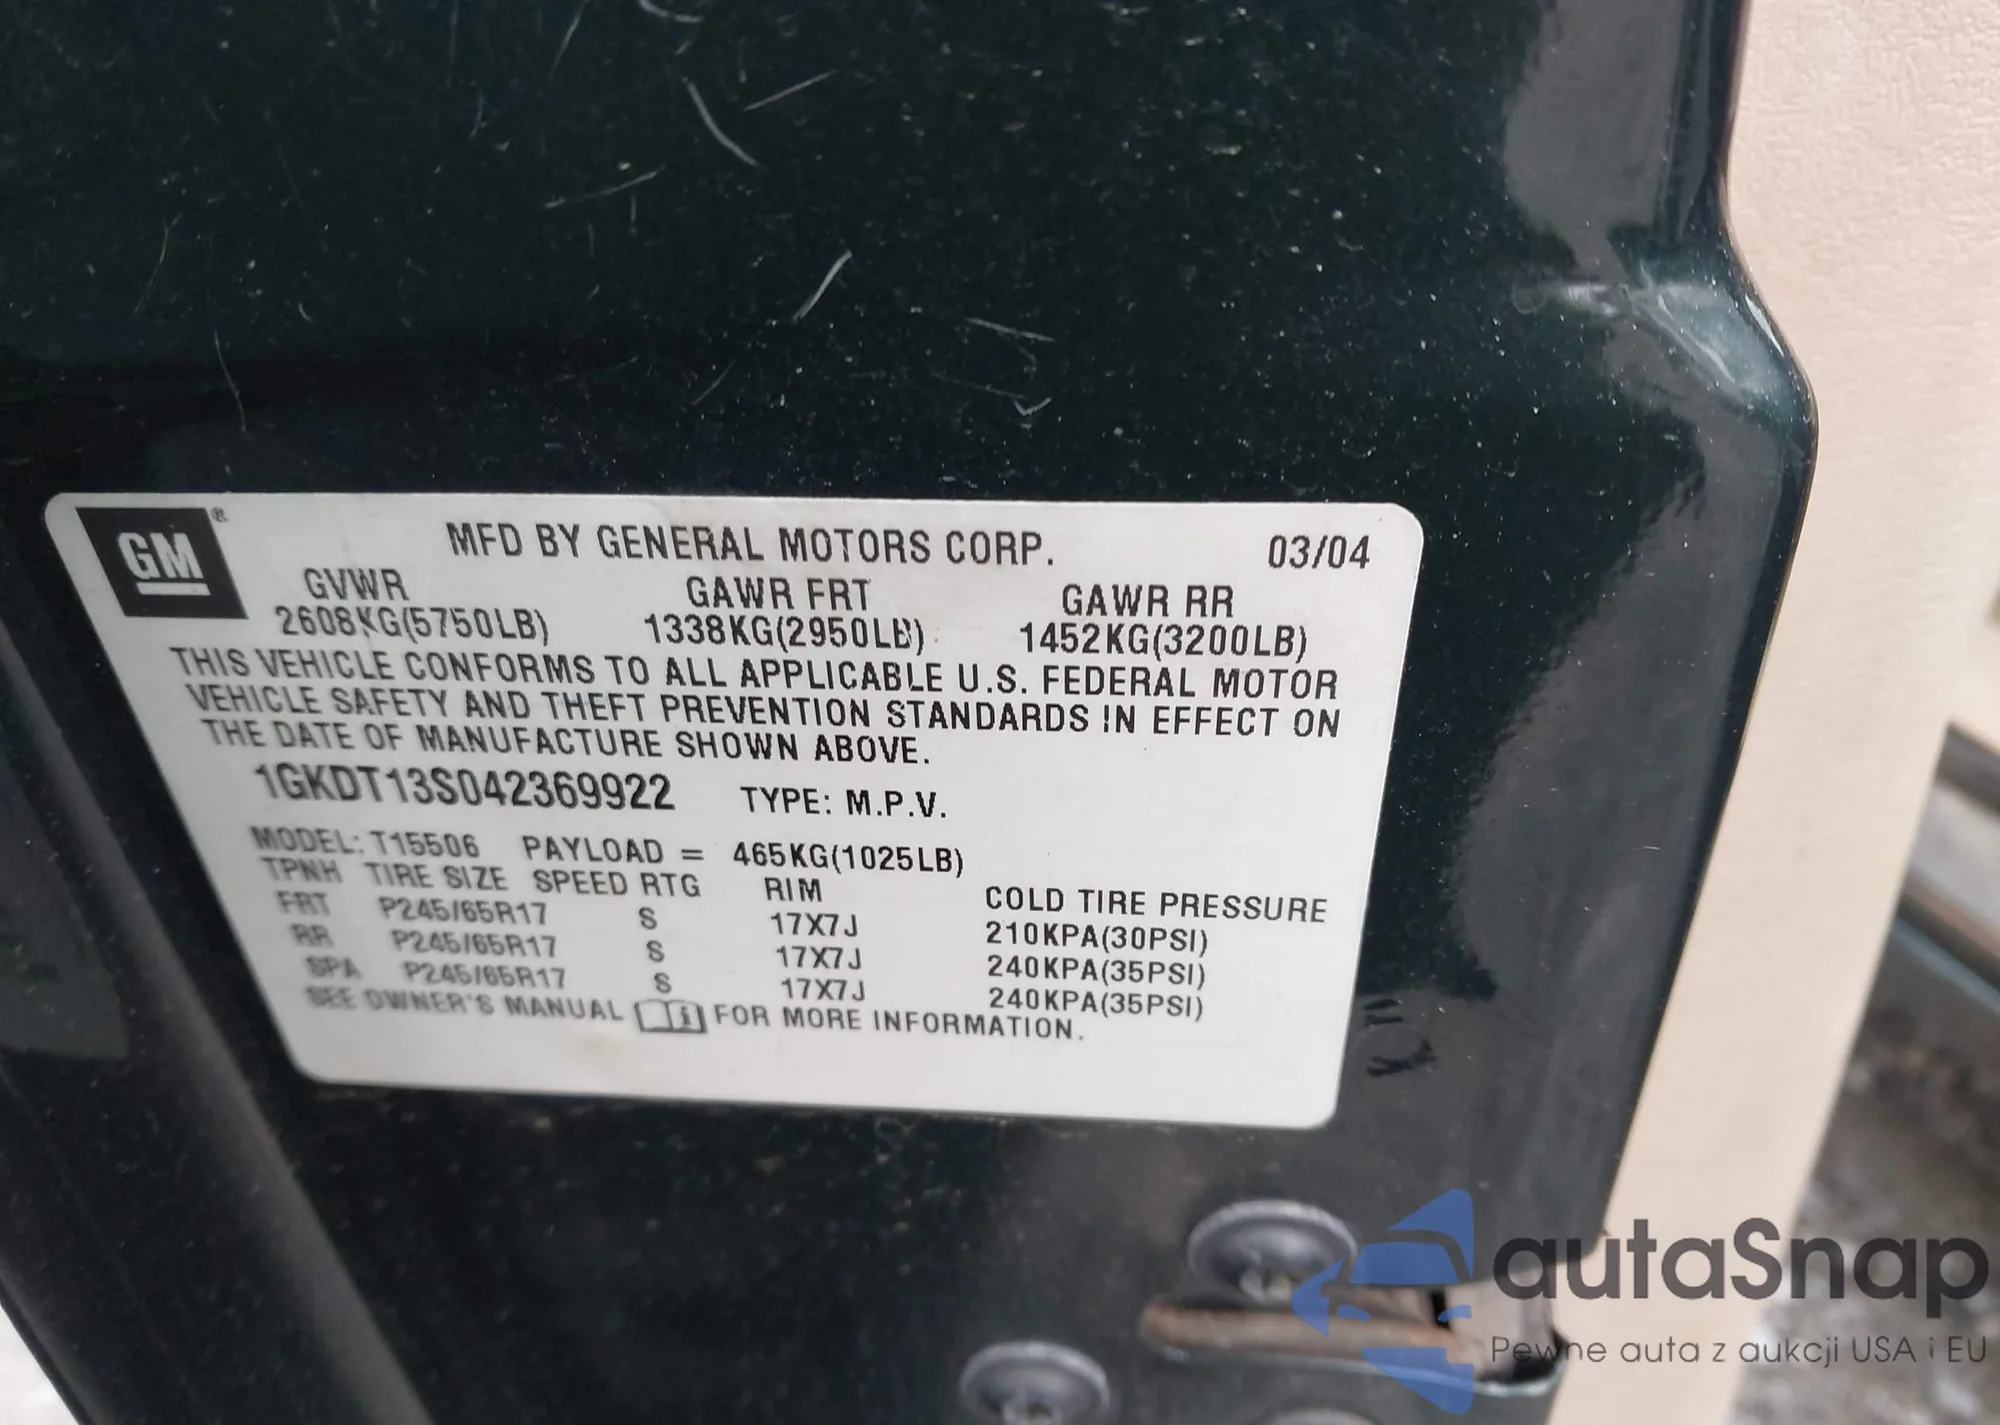 GM®
MFD BY GENERAL MOTORS CORP. 03/04
GVWR GAWR FRT GAWR RR
2608KG(5750LB) 1338KG(2950LB) 1452KG(3200LB)
THIS VEHICLE CONFORMS TO ALL APPLICABLE U.S. FEDERAL MOTOR
VEHICLE SAFETY AND THEFT PREVENTION STANDARDS IN EFFECT ON
THE DATE OF MANUFACTURE SHOWN ABOVE.
1GKDT13S042369922 TYPE: M.P.V.
MODEL: T15506 PAYLOAD = 465KG(1025LB)
TPNH TIRE SIZE SPEED RTG RIM COLD TIRE PRESSURE
FRT P245/65R17 S 17X7J 210KPA(30PSI)
RR P245/65R17 S 17X7J 240KPA(35PSI)
SPA P245/65R17 S 17X7J 240KPA(35PSI)
SEE OWNER'S MANUAL i FOR MORE INFORMATION.
autaSnap
Pewne auta z aukcji USA i EU